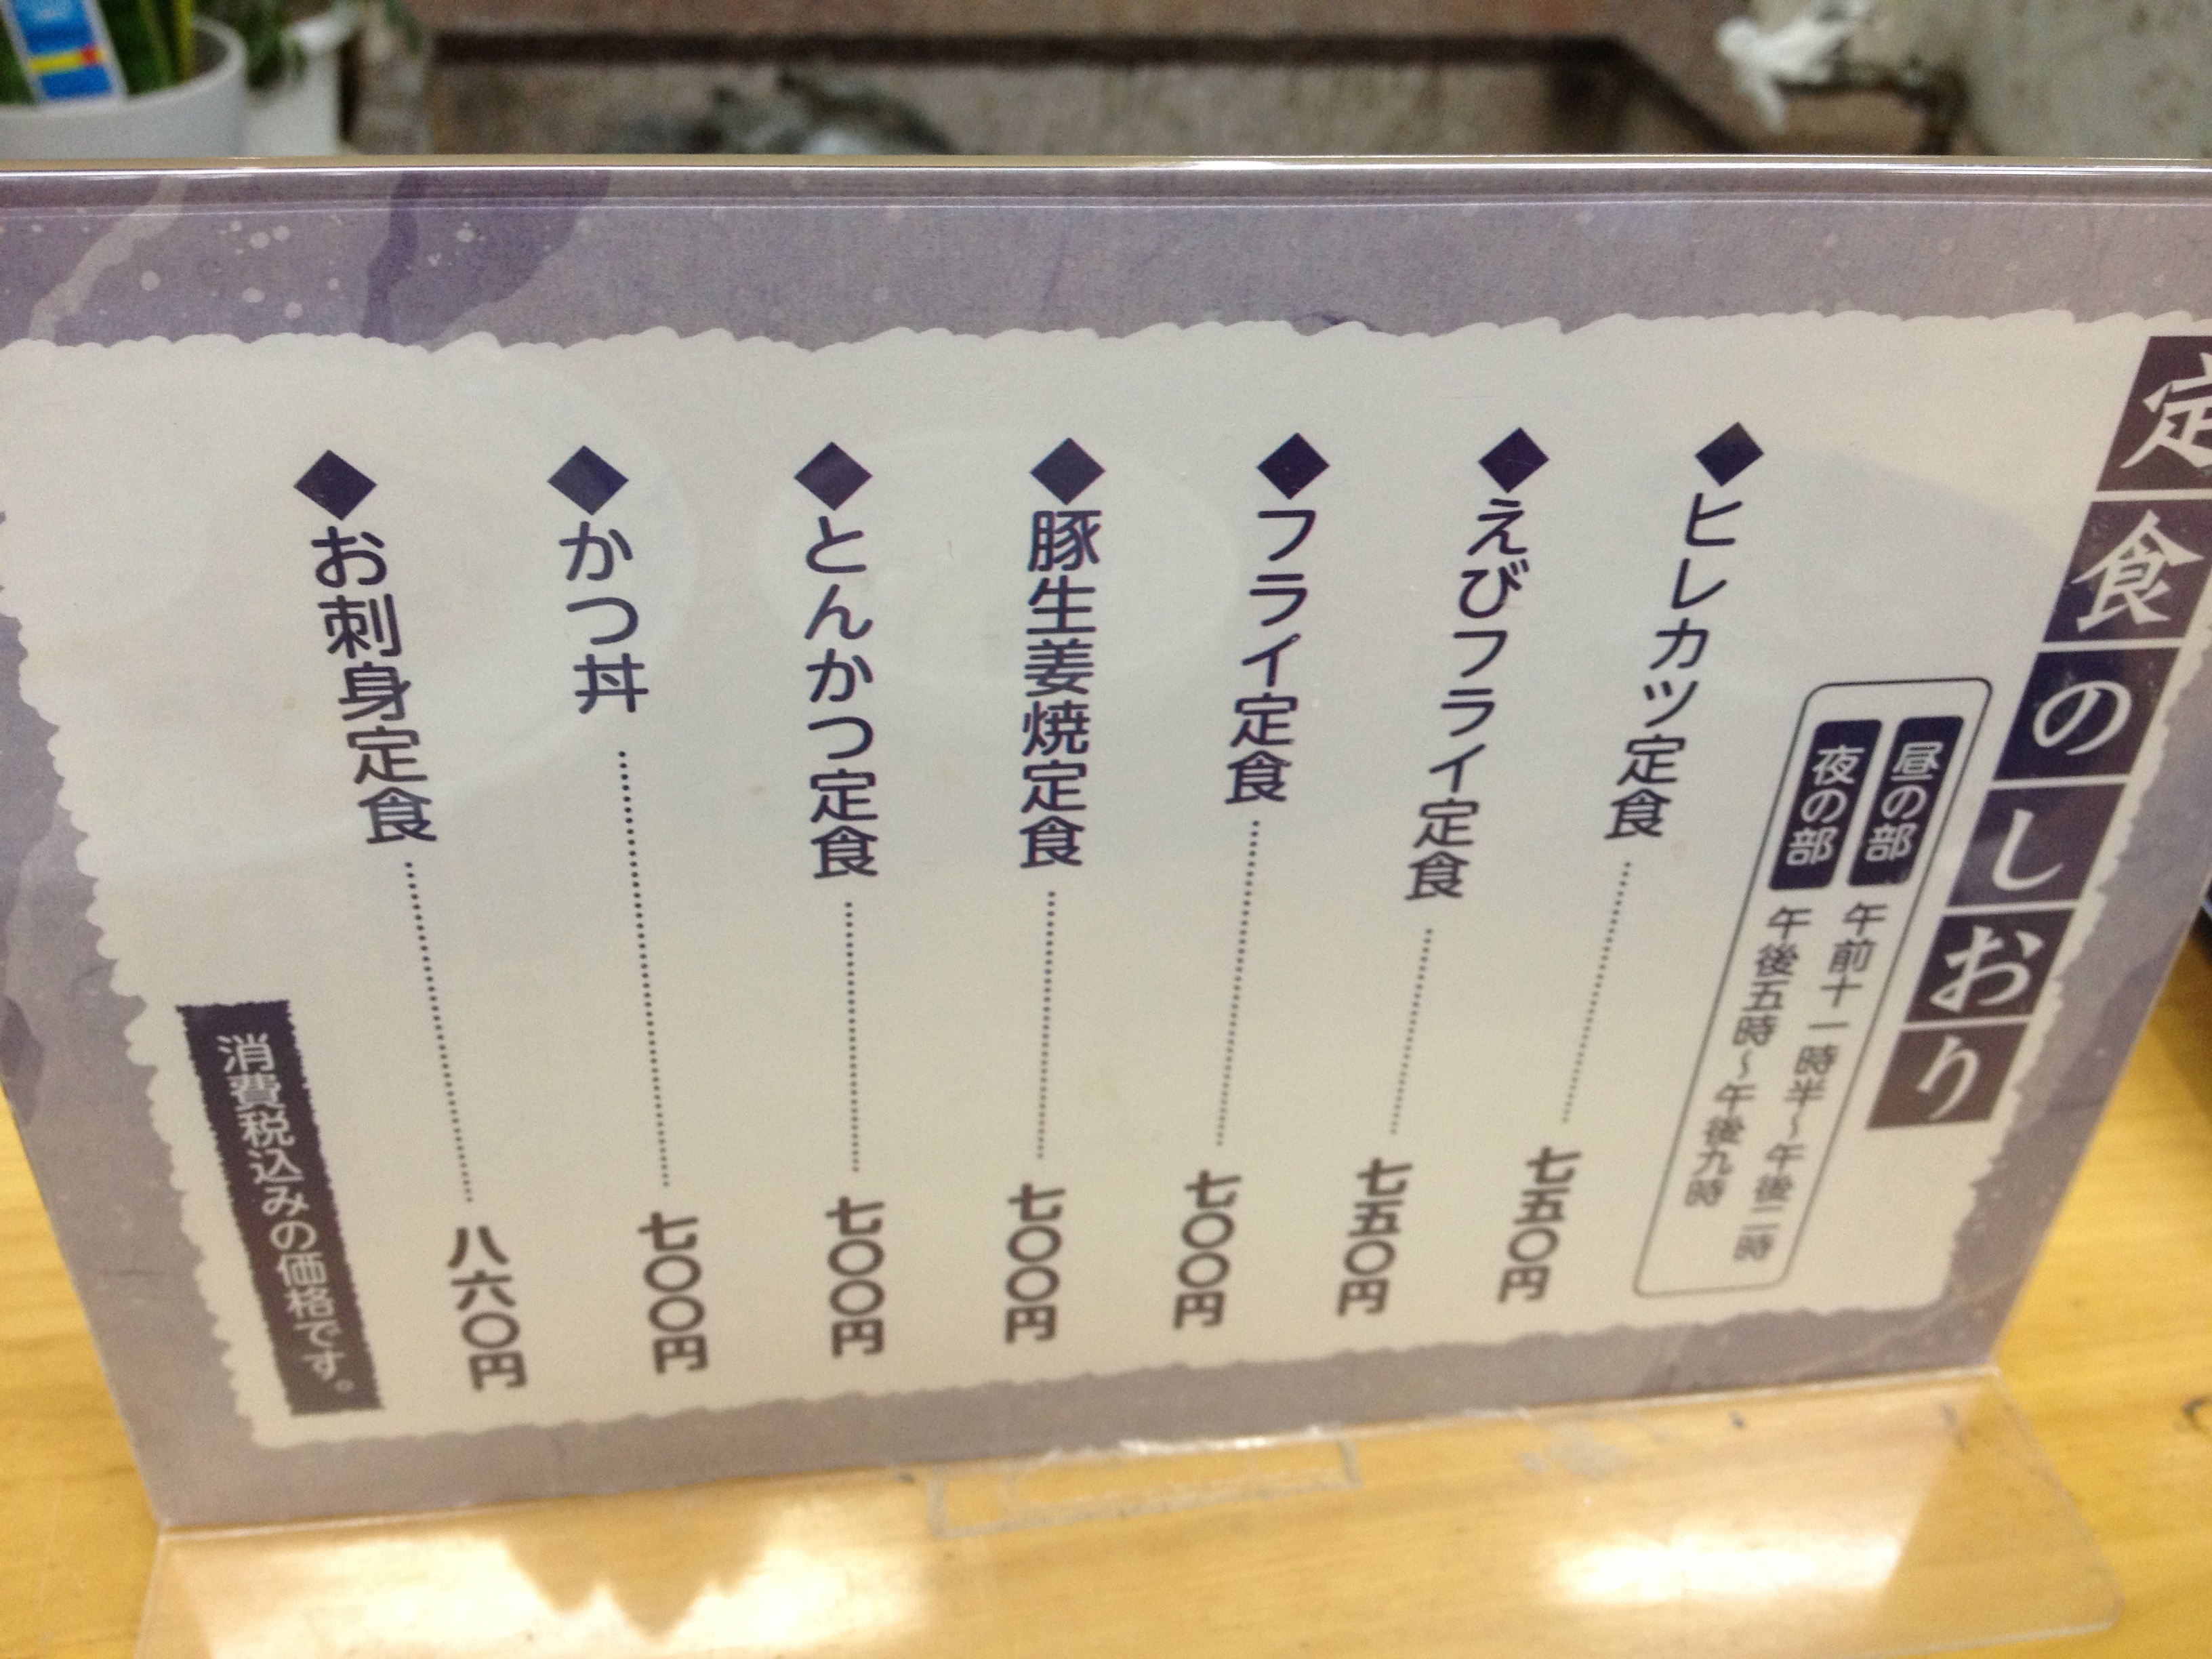 定食のしおり
昼の部 午前十一時半〜午後二時
夜の部 午後五時〜午後九時
◆ヒレカツ定食 七五〇円
◆えびフライ定食 七五〇円
◆フライ定食 七〇〇円
◆豚生姜焼定食 七〇〇円
◆とんかつ定食 七〇〇円
◆かつ丼 七〇〇円
◆お刺身定食 八六〇円
消費税込みの価格です。